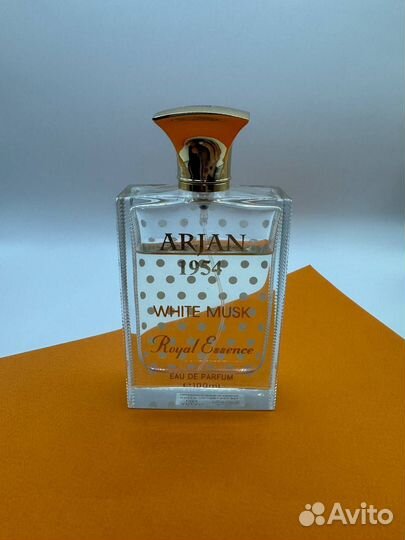 ARJAN
1954
WHITE MUSK
Royal Essence
EAU DE PARFUM
Avito